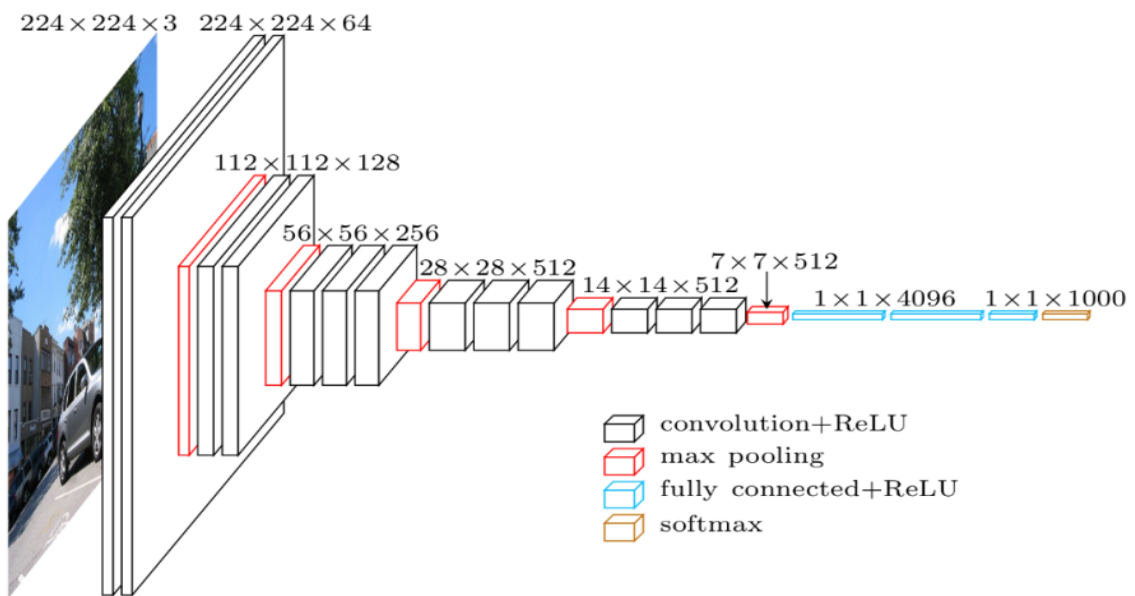 224×224×3
224×224×64
112×112×128
56×56×256
28×28×512
14×14×512
7×7×512
1×1×4096
1×1×1000
convolution+ReLU
max pooling
fully connected+ReLU
softmax